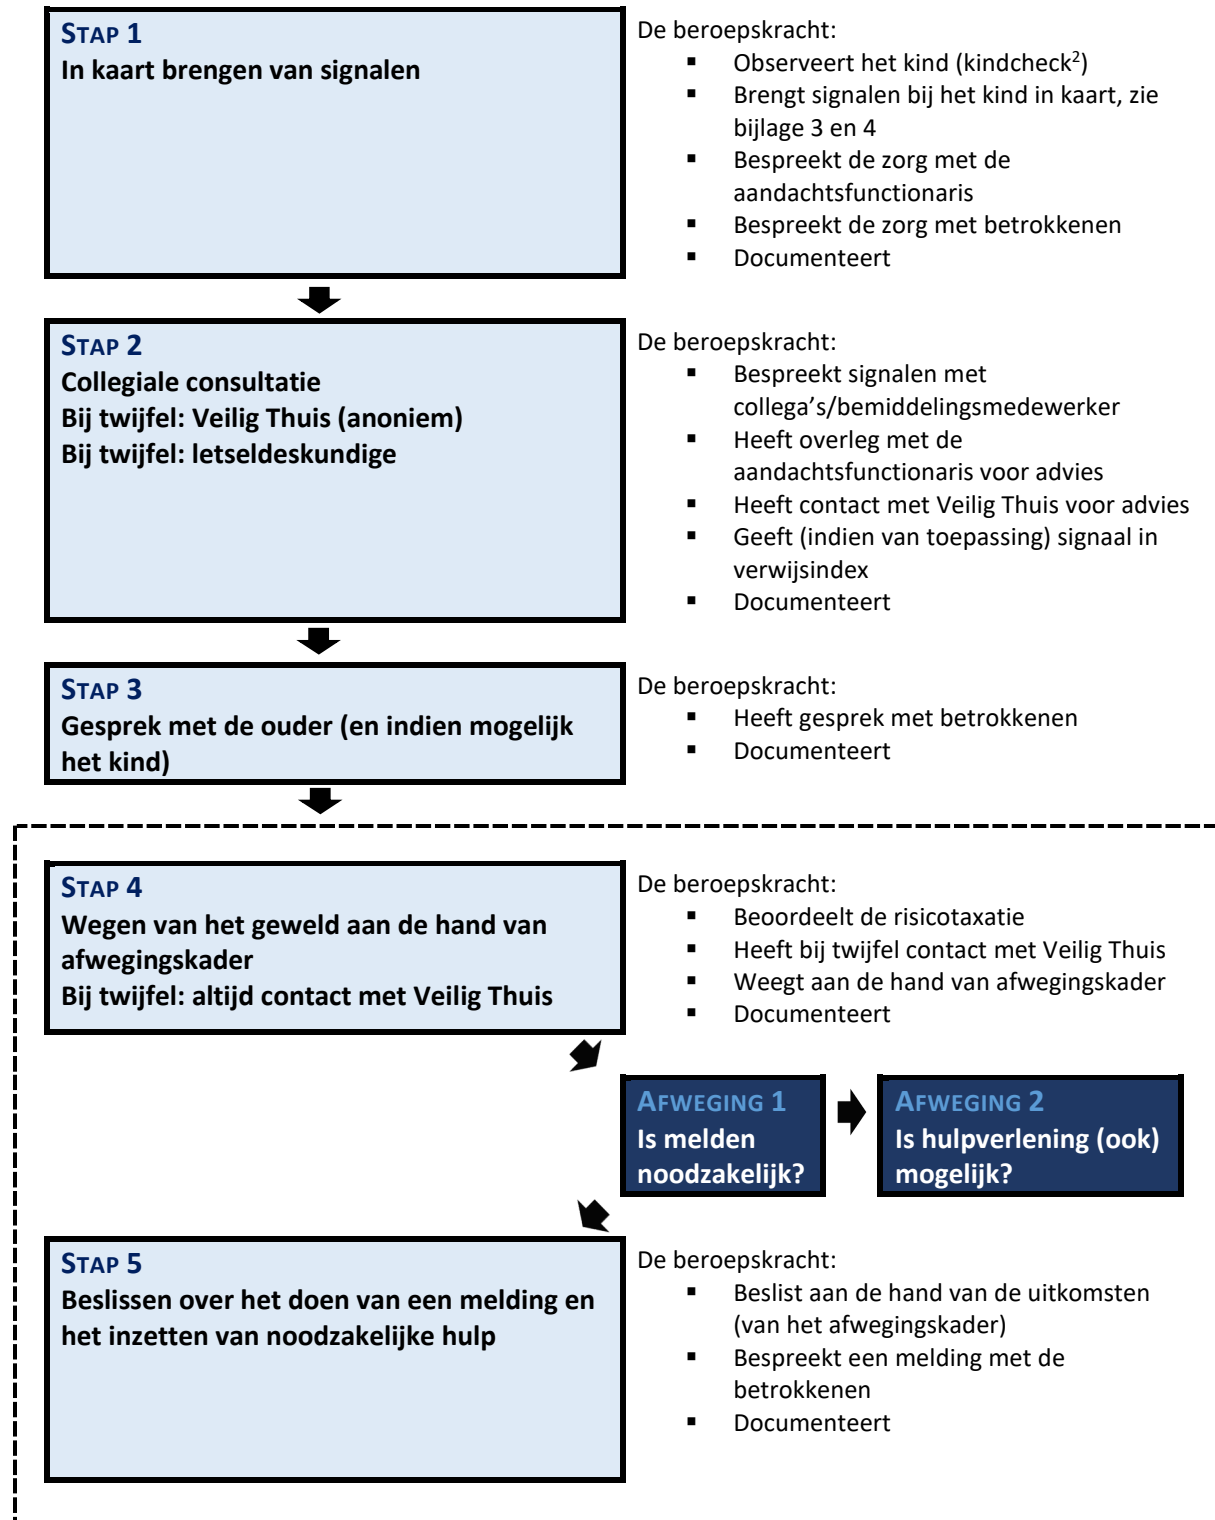 STAP 1
In kaart brengen van signalen
De beroepskracht:
▪ Observeert het kind (kindcheck²)
▪ Brengt signalen bij het kind in kaart, zie
bijlage 3 en 4
▪ Bespreekt de zorg met de
aandachtsfunctionaris
▪ Bespreekt de zorg met betrokkenen
▪ Documenteert
STAP 2
Collegiale consultatie
Bij twijfel: Veilig Thuis (anoniem)
Bij twijfel: letseldeskundige
De beroepskracht:
▪ Bespreekt signalen met
collega’s/bemiddelingsmedewerker
▪ Heeft overleg met de
aandachtsfunctionaris voor advies
▪ Heeft contact met Veilig Thuis voor advies
▪ Geeft (indien van toepassing) signaal in
verwijsindex
▪ Documenteert
STAP 3
Gesprek met de ouder (en indien mogelijk
het kind)
De beroepskracht:
▪ Heeft gesprek met betrokkenen
▪ Documenteert
STAP 4
Wegen van het geweld aan de hand van
afwegingskader
Bij twijfel: altijd contact met Veilig Thuis
De beroepskracht:
▪ Beoordeelt de risicotaxatie
▪ Heeft bij twijfel contact met Veilig Thuis
▪ Weegt aan de hand van afwegingskader
▪ Documenteert
AFWEGING 1
Is melden
noodzakelijk?
AFWEGING 2
Is hulpverlening (ook)
mogelijk?
STAP 5
Beslissen over het doen van een melding en
het inzetten van noodzakelijke hulp
De beroepskracht:
▪ Beslist aan de hand van de uitkomsten
(van het afwegingskader)
▪ Bespreekt een melding met de
betrokkenen
▪ Documenteert